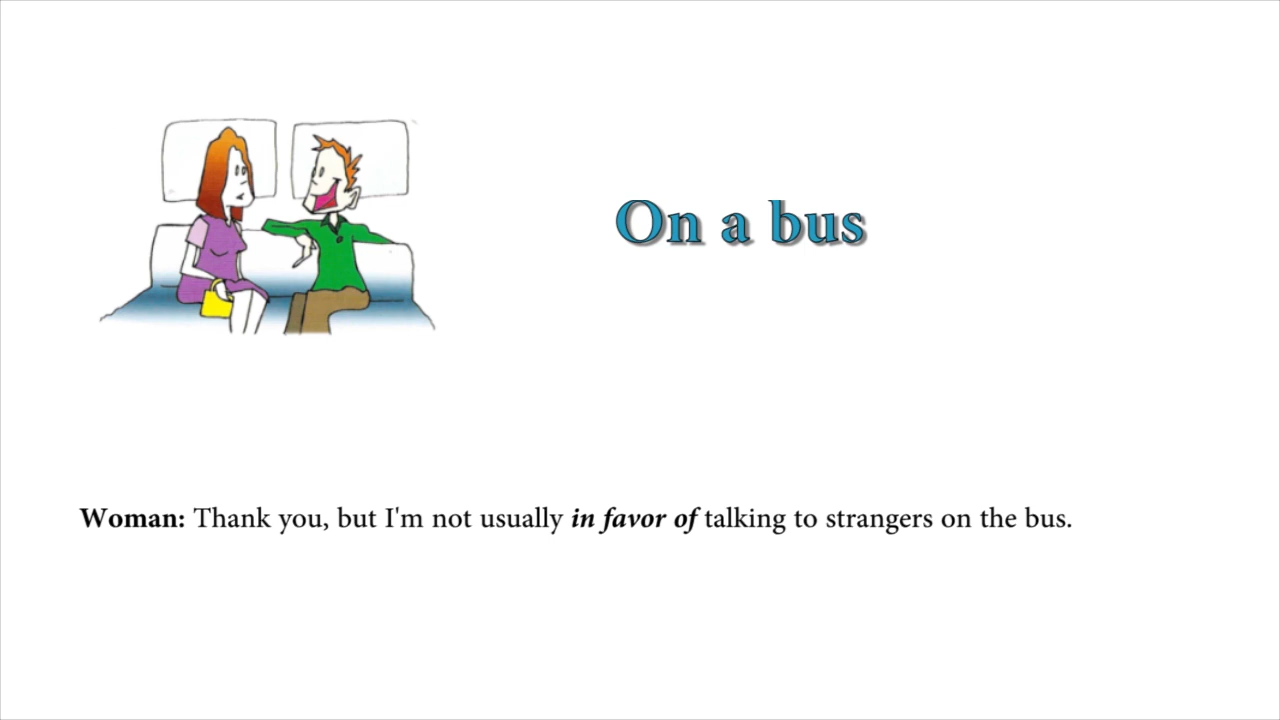 On a bus
Woman: Thank you, but I'm not usually in favor of talking to strangers on the bus.